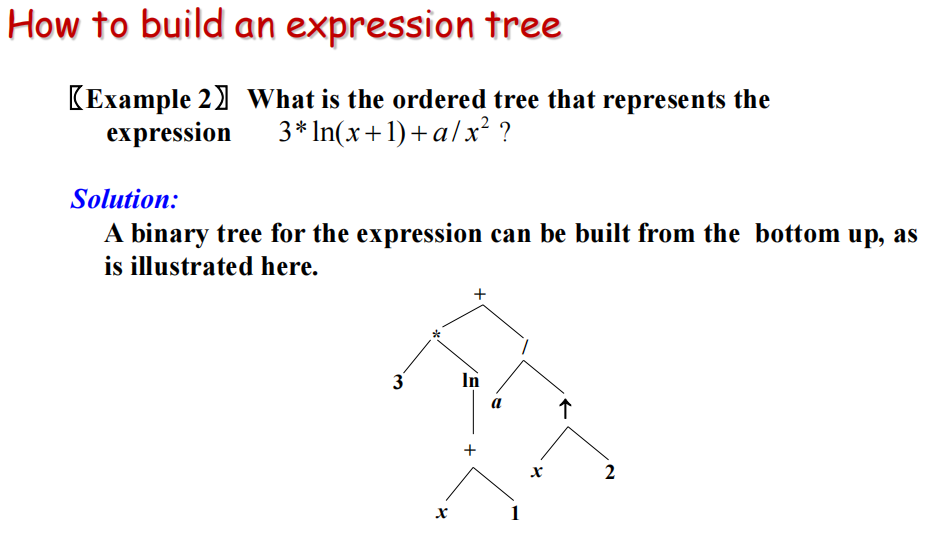 How to build an expression tree
〖Example 2〗 What is the ordered tree that represents the
expression 3*ln(x+1)+a/x² ?
Solution:
A binary tree for the expression can be built from the bottom up, as
is illustrated here.
+
*
/
3 ln
a ↑
+
x 2
x 1